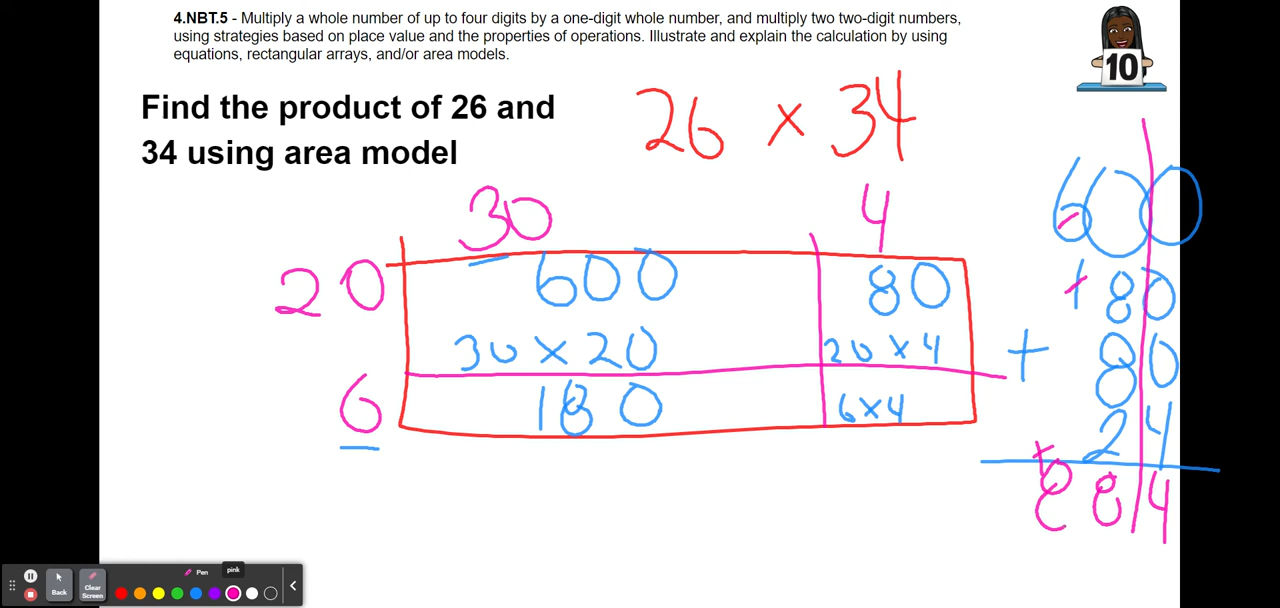 4.NBT.5 - Multiply a whole number of up to four digits by a one-digit whole number, and multiply two two-digit numbers,
using strategies based on place value and the properties of operations. Illustrate and explain the calculation by using
equations, rectangular arrays, and/or area models.
10
Find the product of 26 and
34 using area model
26 × 34
30 4
20 600 80
30 × 20 20 × 4
6 180 6 × 4
600
180
+ 80
24
884
Pen
pink
Back
Clear
Screen